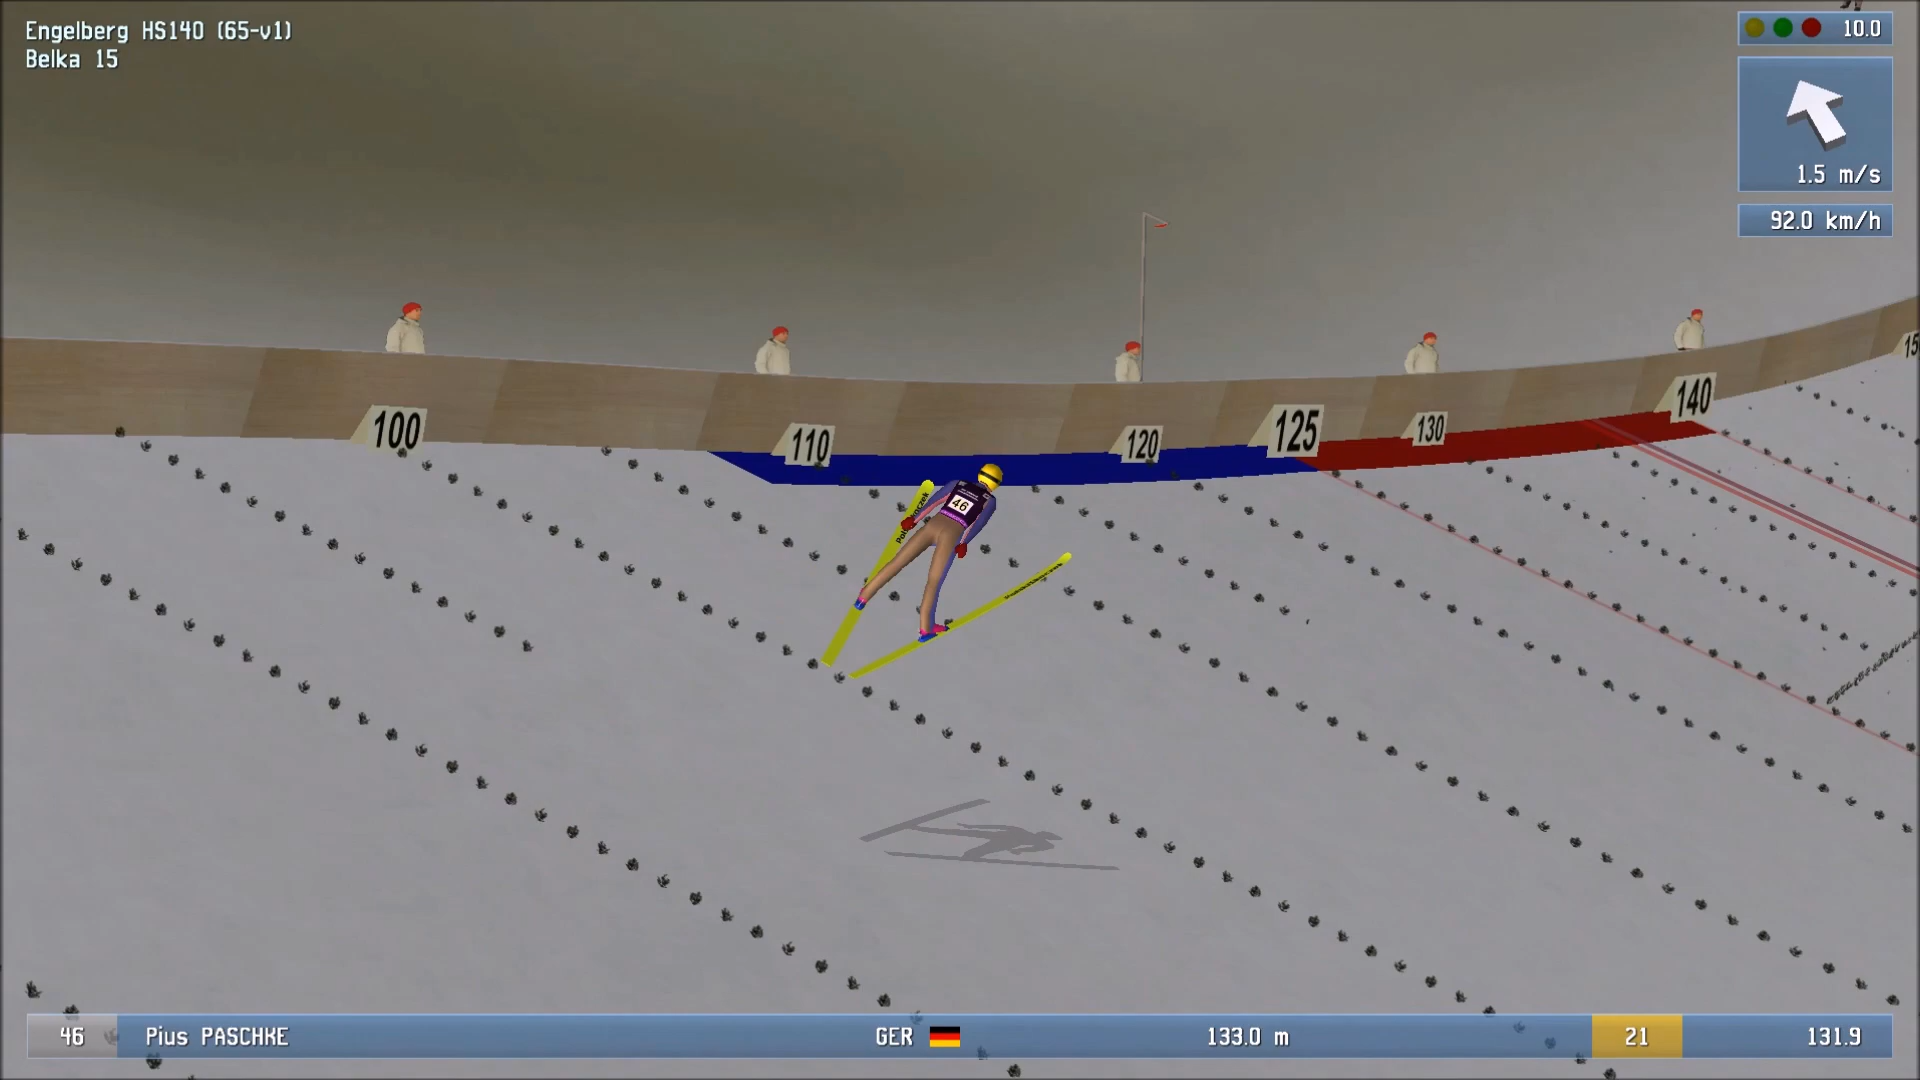 Engelberg HS140 (65-v1)
Belka 15
10.0
1.5 m/s
92.0 km/h
100
110
120
125
130
140
15
46
46 Pius PASCHKE GER 133.0 m 21 131.9